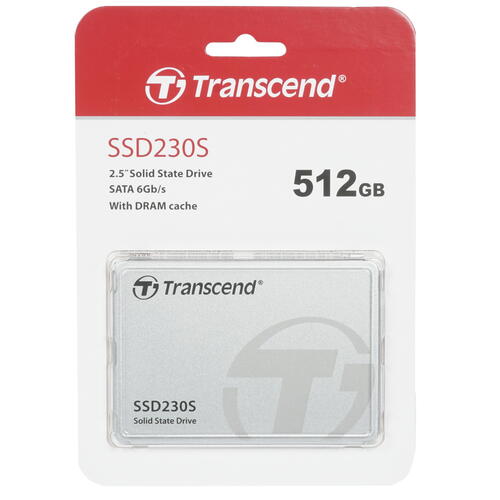 Transcend®
SSD230S
2.5" Solid State Drive
SATA 6Gb/s
With DRAM cache
512GB
Transcend®
SSD230S
Solid State Drive